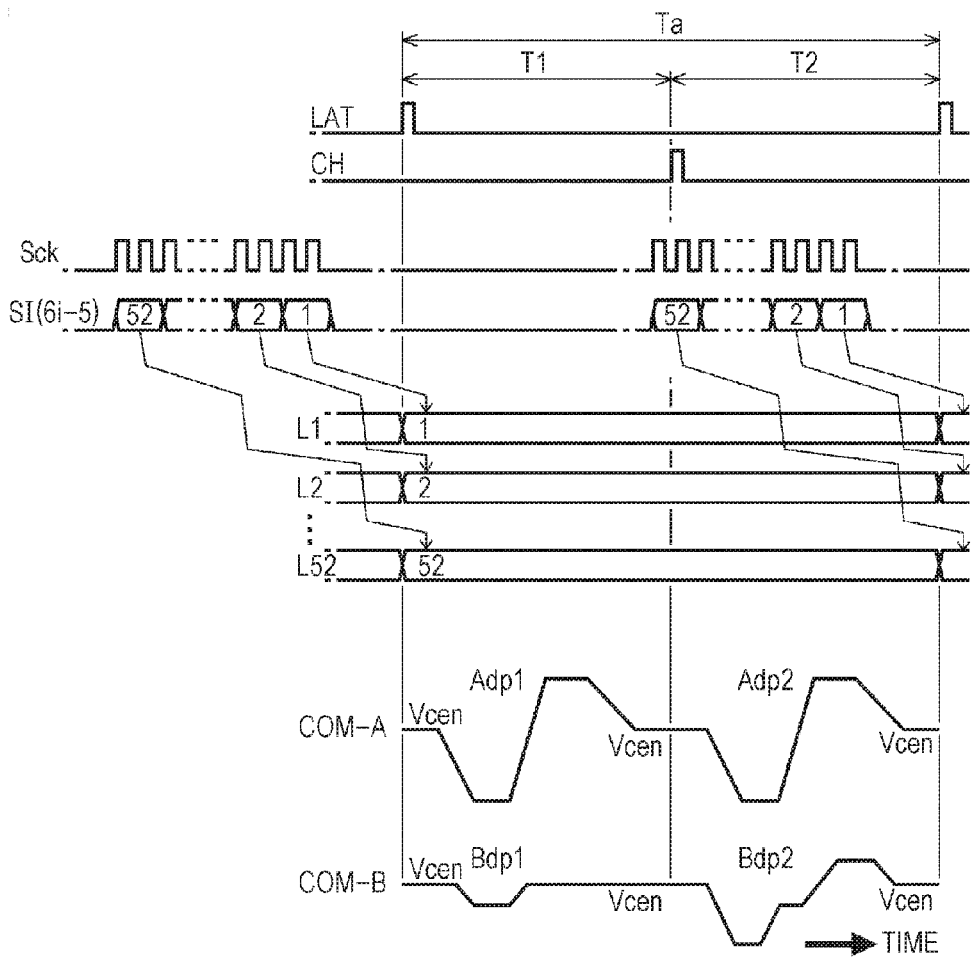 Ta
T1 T2
LAT
CH
Sck
SI(6i-5) 52 2 1 52 2 1
L1 1
L2 2
L52 52
Adp1 Adp2
COM-A Vcen Vcen Vcen
Bdp1 Bdp2
COM-B Vcen Vcen Vcen
TIME